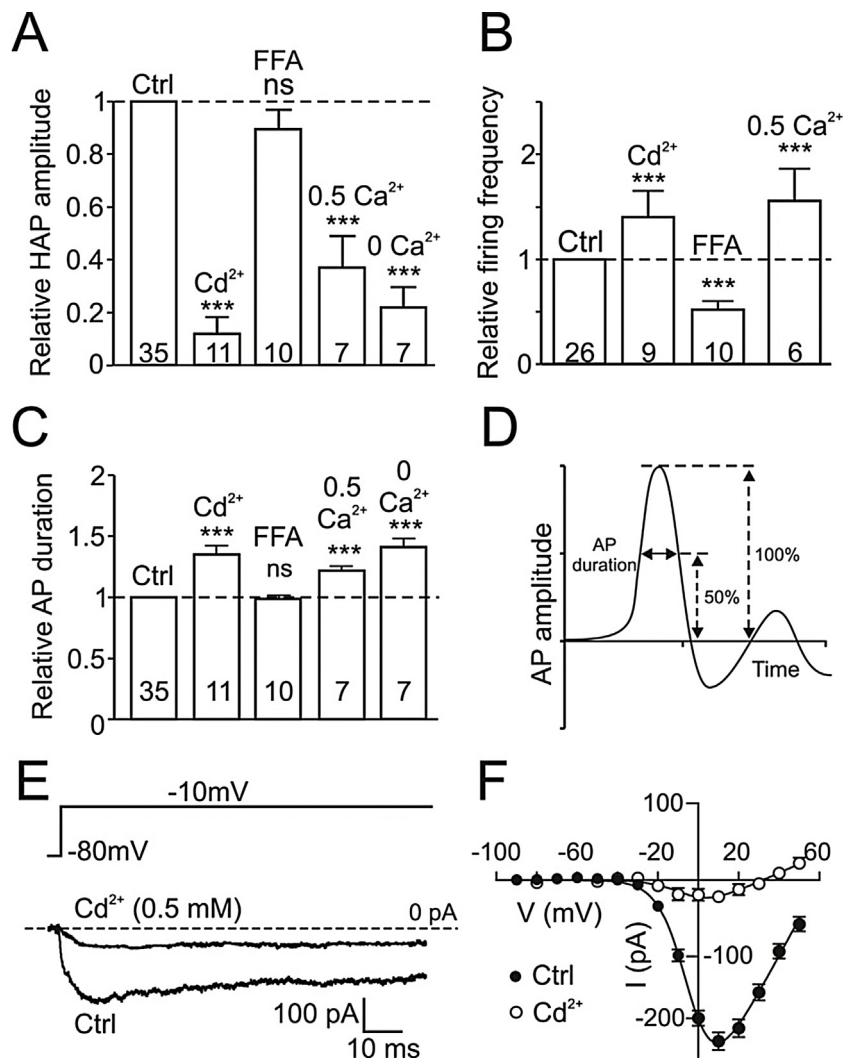 A
Relative HAP amplitude
1
0.8
0.6
0.4
0.2
0
Ctrl
35
Cd²⁺
***
11
FFA
ns
10
0.5 Ca²⁺
***
7
0 Ca²⁺
***
7
B
Relative firing frequency
2
1
0
Ctrl
26
Cd²⁺
***
9
FFA
***
10
0.5 Ca²⁺
***
6
C
Relative AP duration
2
1.5
1
0.5
0
Ctrl
35
Cd²⁺
***
11
FFA
ns
10
0.5
Ca²⁺
***
7
0
Ca²⁺
***
7
D
AP amplitude
AP
duration
50%
100%
Time
E
-10mV
-80mV
Cd²⁺ (0.5 mM)
0 pA
Ctrl
100 pA
10 ms
F
100
-100 -60 -20 20 60
V (mV)
I (pA)
-100
-200
Ctrl
Cd²⁺